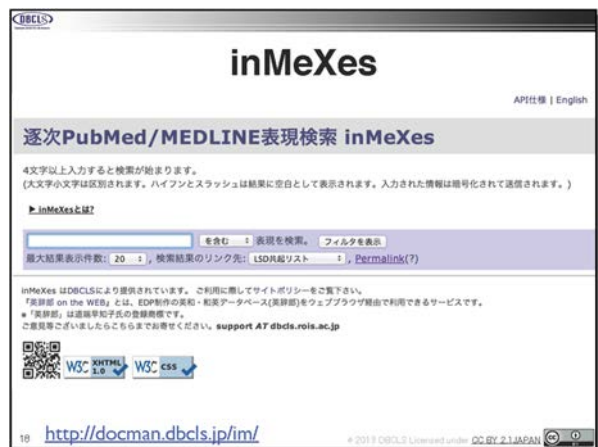 DBCLS
inMeXes
API仕様 | English
逐次PubMed/MEDLINE表現検索 inMeXes
4文字以上入力すると検索が始まります。
(大文字小文字は区別されます。ハイフンとスラッシュは結果に空白として表示されます。入力された情報は暗号化されて送信されます。)
▶ inMeXesとは?
を含む 表現を検索。 フィルタを表示
最大結果表示件数: 20 , 検索結果のリンク先: LSD共起リスト , Permalink(?)
inMeXes はDBCLSにより提供されています。 ご利用に際してサイトポリシーをご覧下さい。
『英辞郎 on the WEB』とは、EDP制作の英和・和英データベース(英辞郎)をウェブブラウザ経由で利用できるサービスです。
※「英辞郎」は道端早知子氏の登録商標です。
ご意見等ございましたらこちらまでお寄せください。support AT dbcls.rois.ac.jp
W3C XHTML 1.0 W3C css
18 http://docman.dbcls.jp/im/ © 2013 DBCLS Licensed under CC BY 2.1 JAPAN